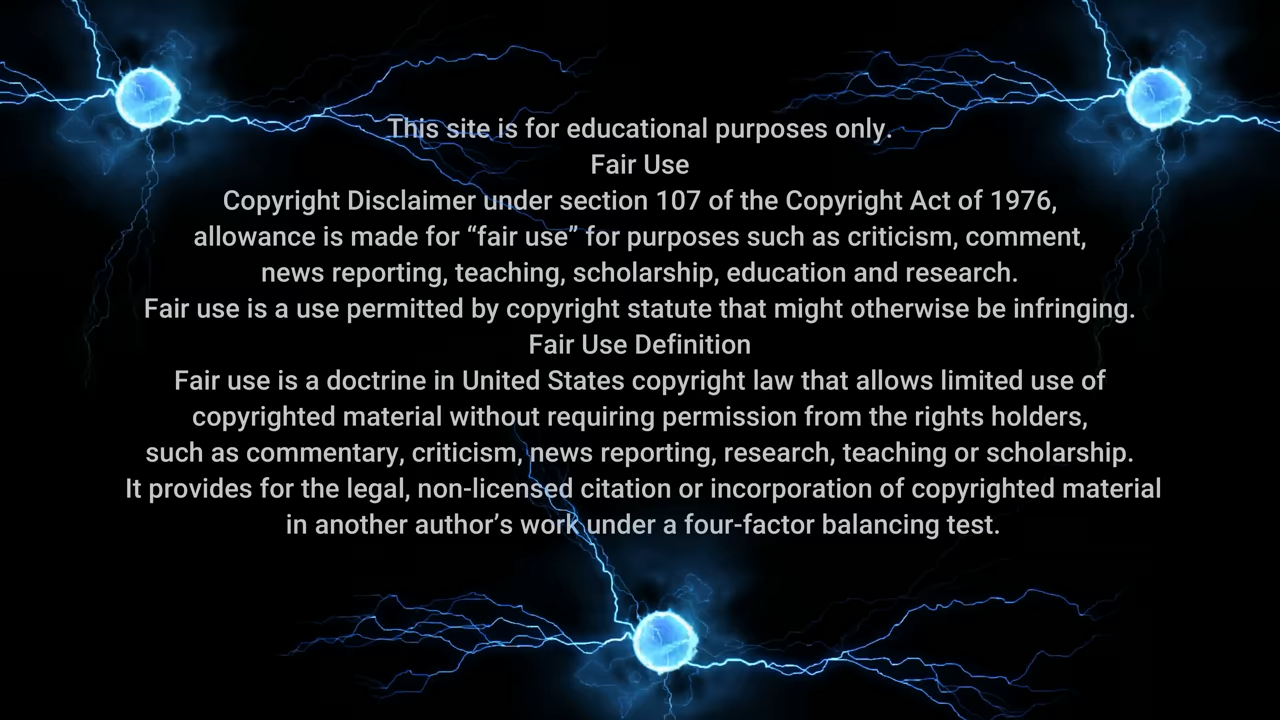 This site is for educational purposes only.
Fair Use
Copyright Disclaimer under section 107 of the Copyright Act of 1976,
allowance is made for “fair use” for purposes such as criticism, comment,
news reporting, teaching, scholarship, education and research.
Fair use is a use permitted by copyright statute that might otherwise be infringing.
Fair Use Definition
Fair use is a doctrine in United States copyright law that allows limited use of
copyrighted material without requiring permission from the rights holders,
such as commentary, criticism, news reporting, research, teaching or scholarship.
It provides for the legal, non-licensed citation or incorporation of copyrighted material
in another author’s work under a four-factor balancing test.